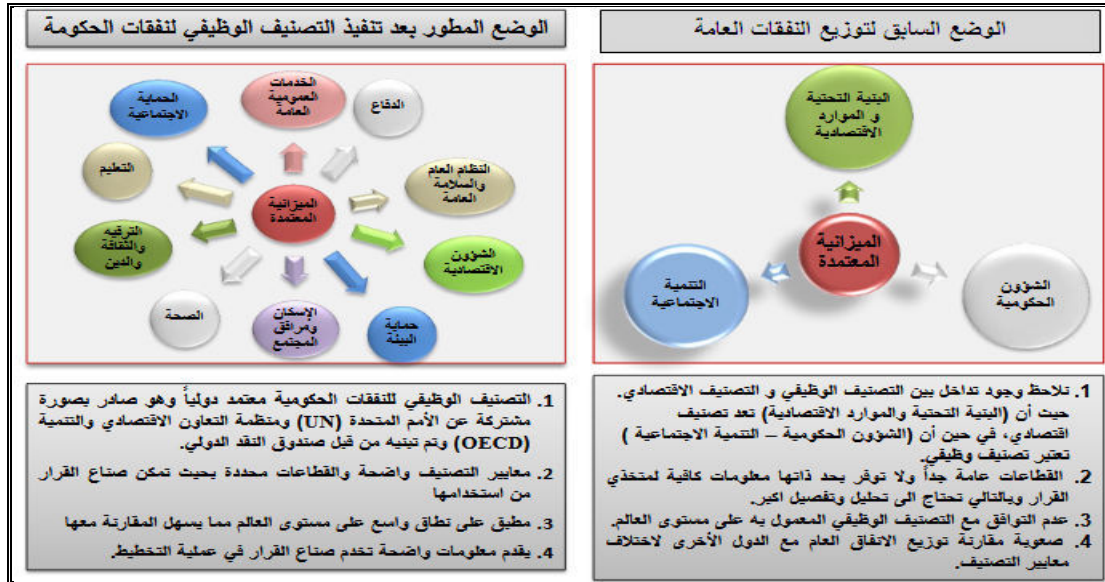 الوضع السابق لتوزيع النفقات العامة
البنية التحتية
و الموارد
الاقتصادية
الميزانية
المعتمدة
التنمية
الاجتماعية
الشؤون
الحكومية
1. تلاحظ وجود تداخل بين التصنيف الوظيفي و التصنيف الاقتصادي.
حيث أن (البنية التحتية والموارد الاقتصادية) تعد تصنيف
اقتصادي، في حين أن (الشؤون الحكومية – التنمية الاجتماعية )
تعتبر تصنيف وظيفي.
2. القطاعات عامة جداً ولا توفر بحد ذاتها معلومات كافية لمتخذي
القرار وبالتالي تحتاج الى تحليل وتفصيل اكبر.
3. عدم التوافق مع التصنيف الوظيفي المعمول به على مستوى العالم.
4. صعوبة مقارنة توزيع الانفاق العام مع الدول الأخرى لاختلاف
معايير التصنيف.
الوضع المطور بعد تنفيذ التصنيف الوظيفي لنفقات الحكومة
الخدمات
العمومية
العامة
الدفاع
الحماية
الاجتماعية
التعليم
النظام العام
والسلامة
العامة
الميزانية
المعتمدة
الترفيه
والثقافة
والدين
الشؤون
الاقتصادية
الصحة
الإسكان
ومرافق
المجتمع
حماية
البيئة
1. التصنيف الوظيفي للنفقات الحكومية معتمد دولياً وهو صادر بصورة
مشتركة عن الأمم المتحدة (UN) ومنظمة التعاون الاقتصادي والتنمية
(OECD) وتم تبنيه من قبل صندوق النقد الدولي.
2. معايير التصنيف واضحة والقطاعات محددة بحيث تمكن صناع القرار
من استخدامها
3. مطبق على نطاق واسع على مستوى العالم مما يسهل المقارنة معها
4. يقدم معلومات واضحة تخدم صناع القرار في عملية التخطيط.